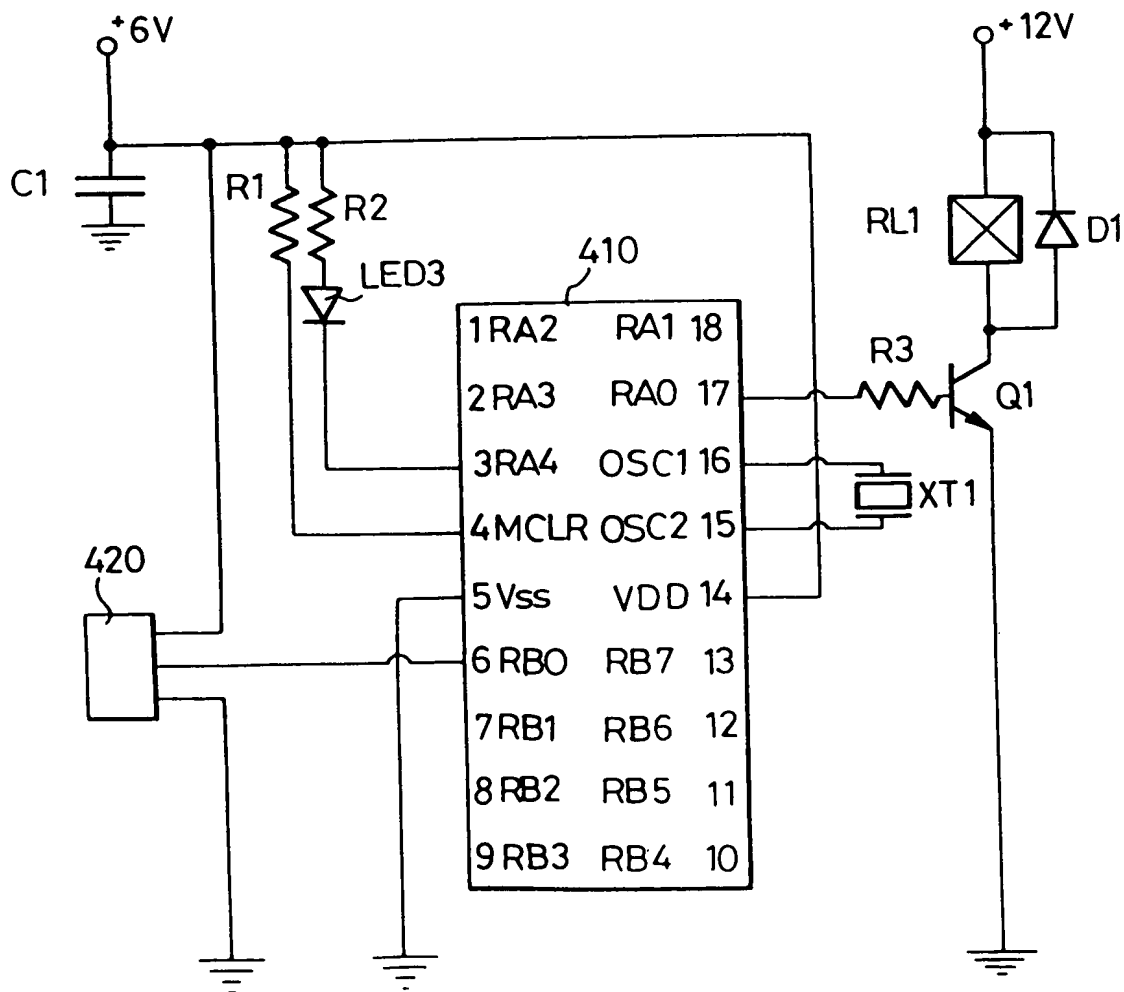 +6V
+12V
C1
R1
R2
RL1
D1
410
LED3
1 RA2 RA1 18
R3
2 RA3 RA0 17
Q1
3 RA4 OSC1 16
XT1
4 MCLR OSC2 15
420
5 Vss VDD 14
6 RB0 RB7 13
7 RB1 RB6 12
8 RB2 RB5 11
9 RB3 RB4 10